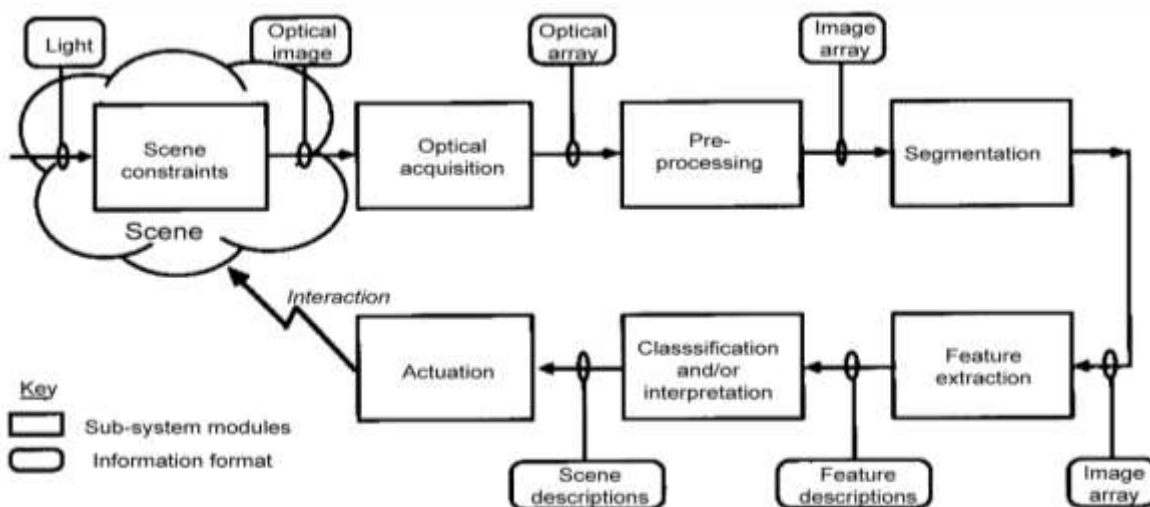 Light
Optical
image
Optical
array
Image
array
Scene
constraints
Optical
acquisition
Pre-
processing
Segmentation
Scene
Interaction
Actuation
Classsification
and/or
interpretation
Feature
extraction
Key
Sub-system modules
Information format
Scene
descriptions
Feature
descriptions
Image
array